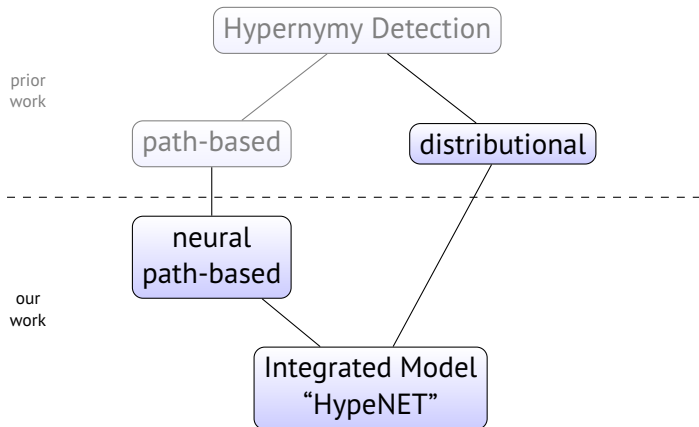 Hypernymy Detection
prior
work
path-based
distributional
neural
path-based
our
work
Integrated Model
“HypeNET”